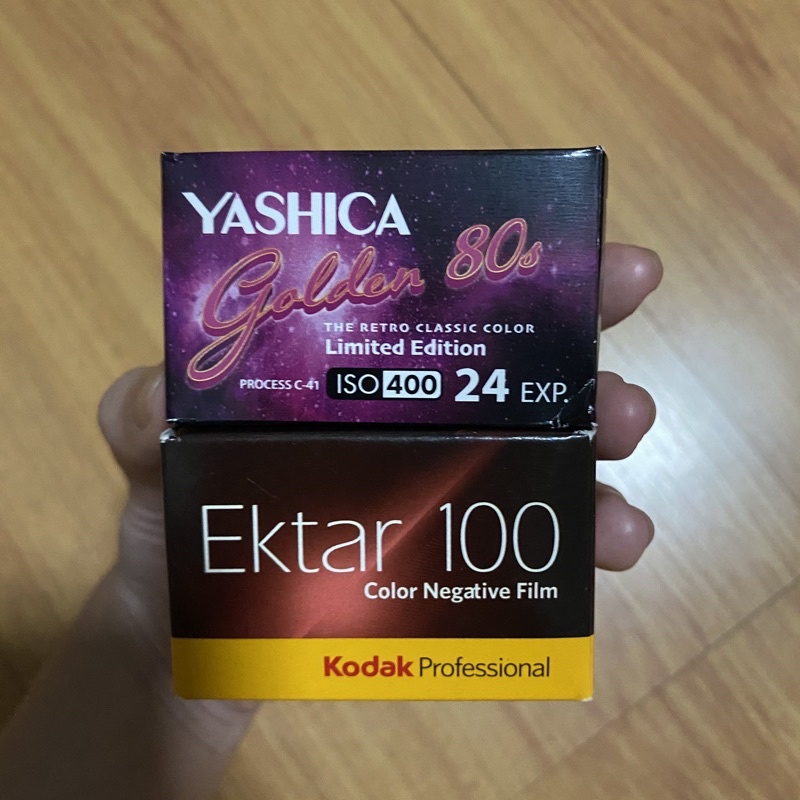 YASHICA
Golden 80s
THE RETRO CLASSIC COLOR
Limited Edition
PROCESS C-41 ISO 400 24 EXP.
Ektar 100
Color Negative Film
Kodak Professional